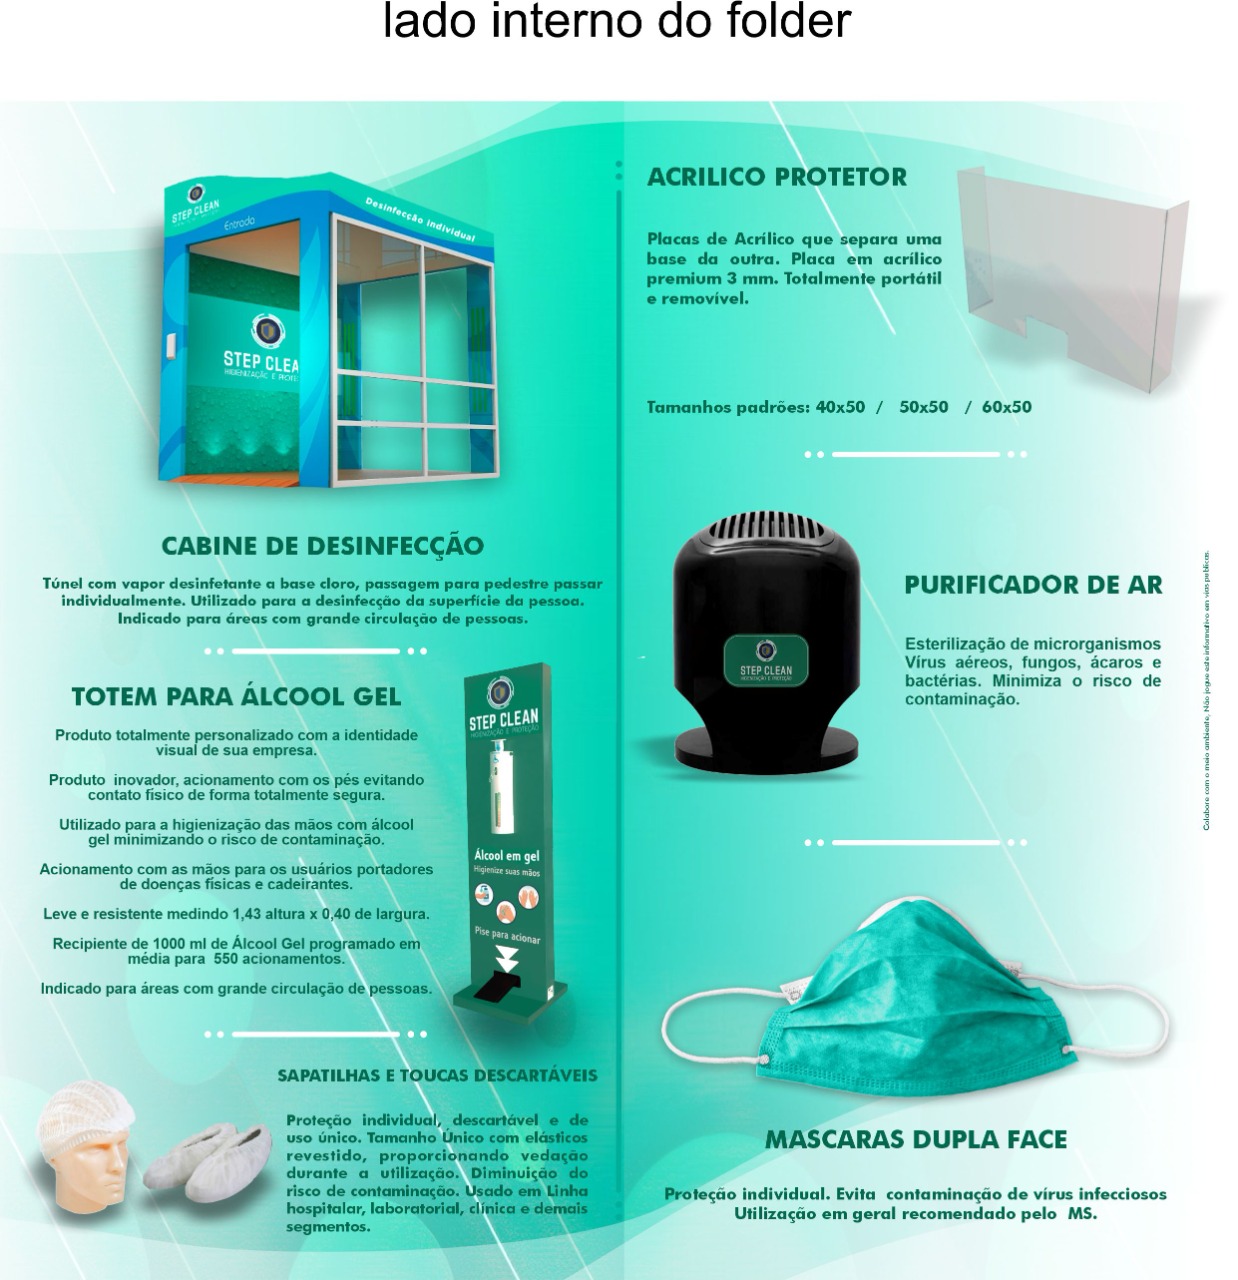 lado interno do folder
STEP CLEAN
Entrada
Desinfecção individual
STEP CLEA
HIGIENIZAÇÃO E PROTE
CABINE DE DESINFECÇÃO
Túnel com vapor desinfetante a base cloro, passagem para pedestre passar
individualmente. Utilizado para a desinfecção da superfície da pessoa.
Indicado para áreas com grande circulação de pessoas.
TOTEM PARA ÁLCOOL GEL
Produto totalmente personalizado com a identidade
visual de sua empresa.
Produto inovador, acionamento com os pés evitando
contato físico de forma totalmente segura.
Utilizado para a higienização das mãos com álcool
gel minimizando o risco de contaminação.
Acionamento com as mãos para os usuários portadores
de doenças físicas e cadeirantes.
Leve e resistente medindo 1,43 altura x 0,40 de largura.
Recipiente de 1000 ml de Álcool Gel programado em
média para 550 acionamentos.
Indicado para áreas com grande circulação de pessoas.
STEP CLEAN
HIGIENIZAÇÃO E PROTEÇÃO
Álcool em gel
Higienize suas mãos
Pise para acionar
SAPATILHAS E TOUCAS DESCARTÁVEIS
Proteção individual, descartável e de
uso único. Tamanho Único com elásticos
revestido, proporcionando vedação
durante a utilização. Diminuição do
risco de contaminação. Usado em Linha
hospitalar, laboratorial, clínica e demais
segmentos.
ACRILICO PROTETOR
Placas de Acrílico que separa uma
base da outra. Placa em acrílico
premium 3 mm. Totalmente portátil
e removível.
Tamanhos padrões: 40x50 / 50x50 / 60x50
STEP CLEAN
HIGIENIZAÇÃO E PROTEÇÃO
PURIFICADOR DE AR
Esterilização de microrganismos
Vírus aéreos, fungos, ácaros e
bactérias. Minimiza o risco de
contaminação.
MASCARAS DUPLA FACE
Proteção individual. Evita contaminação de vírus infecciosos
Utilização em geral recomendado pelo MS.
Colabore com o meio ambiente, Não jogue este informativo em vias publicas.